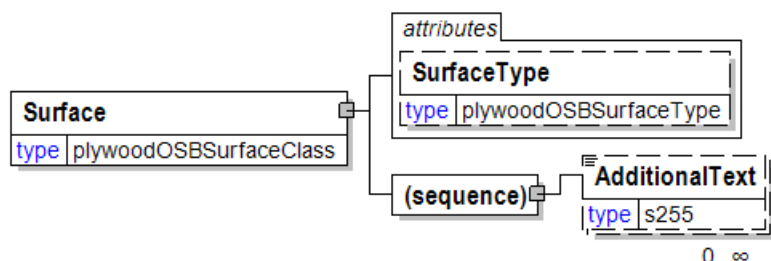 attributes
SurfaceType
type plywoodOSBSurfaceType
Surface
type plywoodOSBSurfaceClass
(sequence)
AdditionalText
type s255
0 ∞